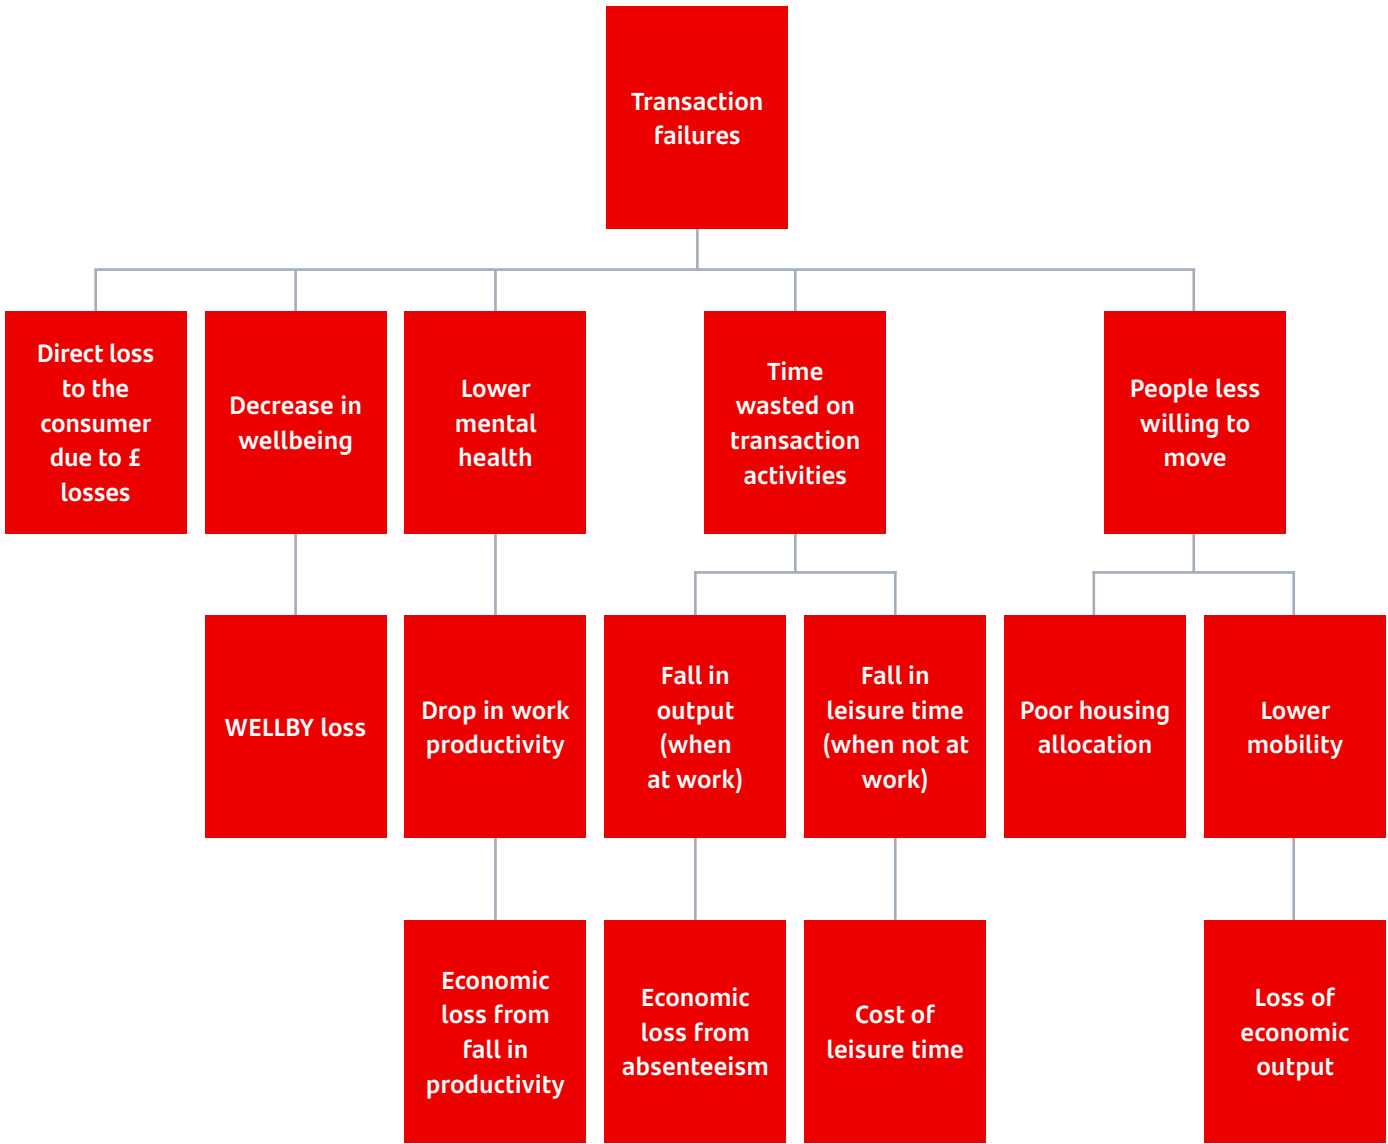 Transaction
failures
Direct loss
to the
consumer
due to £
losses
Decrease in
wellbeing
Lower
mental
health
Time
wasted on
transaction
activities
People less
willing to
move
WELLBY loss
Drop in work
productivity
Fall in
output
(when
at work)
Fall in
leisure time
(when not at
work)
Poor housing
allocation
Lower
mobility
Economic
loss from
fall in
productivity
Economic
loss from
absenteeism
Cost of
leisure time
Loss of
economic
output